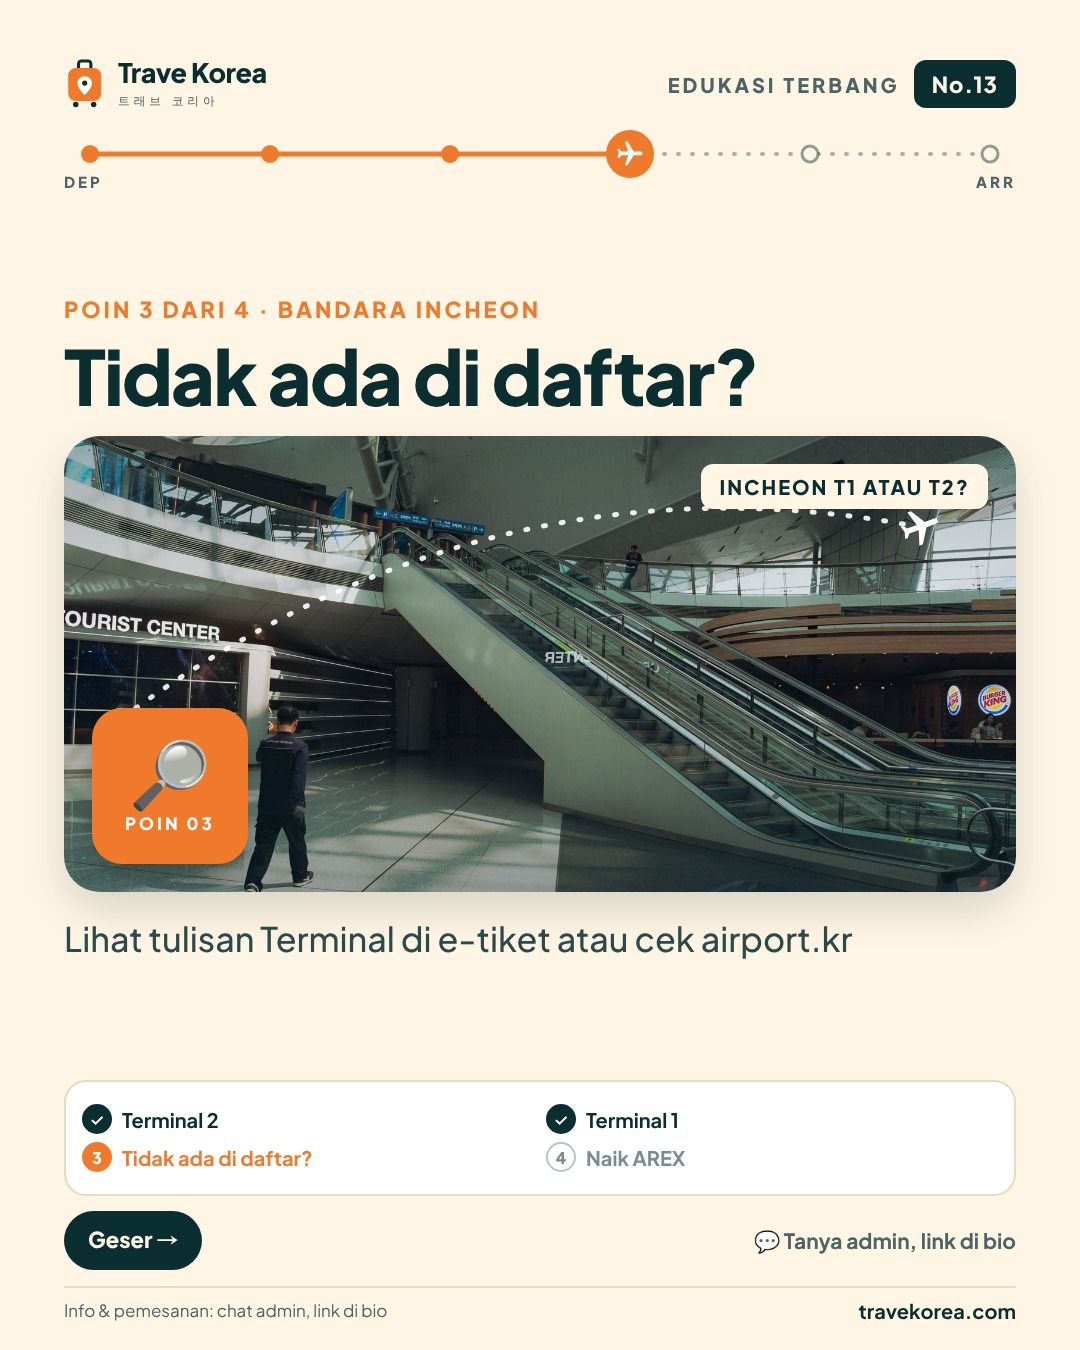 Trave Korea
트래브 코리아
EDUKASI TERBANG
No.13
DEP
ARR
POIN 3 DARI 4 · BANDARA INCHEON
Tidak ada di daftar?
INCHEON T1 ATAU T2?
OURIST CENTER
BURGER KING
POIN 03
Lihat tulisan Terminal di e-tiket atau cek airport.kr
Terminal 2
Terminal 1
3 Tidak ada di daftar?
4 Naik AREX
Geser →
💬 Tanya admin, link di bio
Info & pemesanan: chat admin, link di bio
travekorea.com